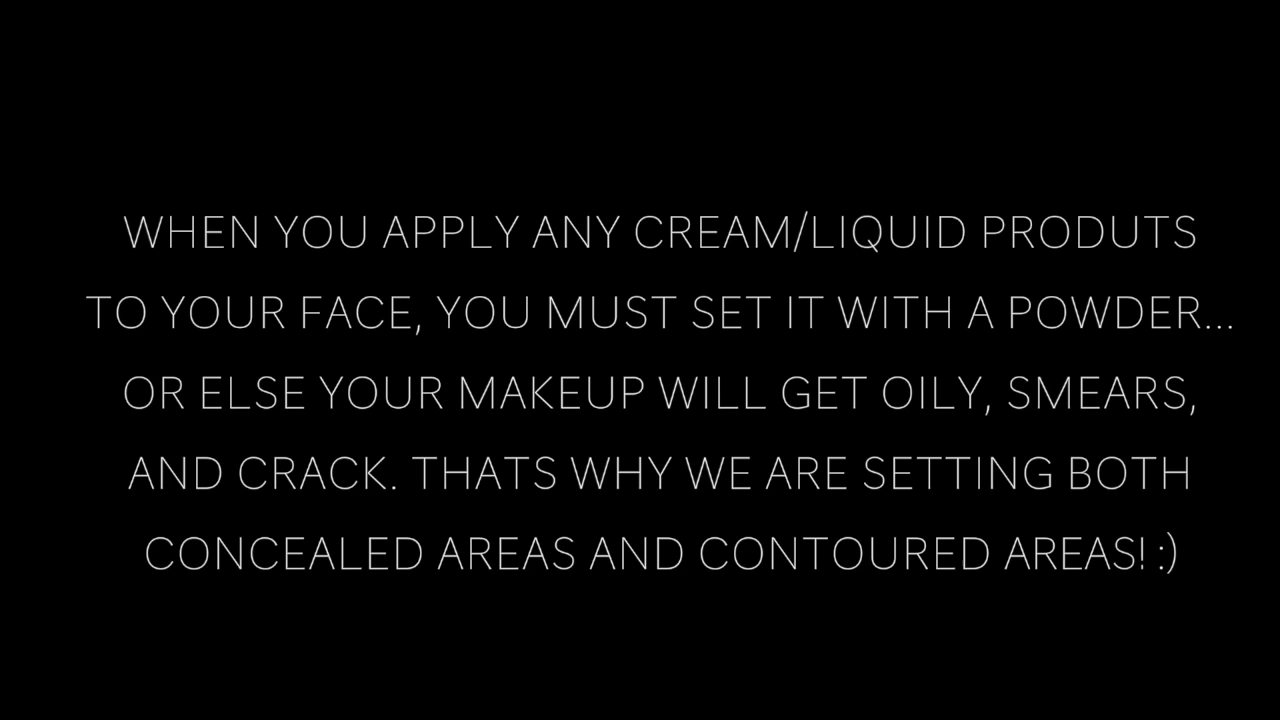 WHEN YOU APPLY ANY CREAM/LIQUID PRODUTS
TO YOUR FACE, YOU MUST SET IT WITH A POWDER...
OR ELSE YOUR MAKEUP WILL GET OILY, SMEARS,
AND CRACK. THATS WHY WE ARE SETTING BOTH
CONCEALED AREAS AND CONTOURED AREAS! :)